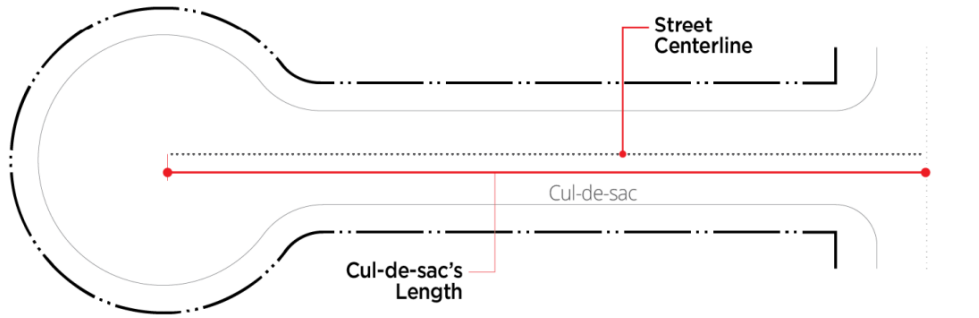 Street
Centerline
Cul-de-sac
Cul-de-sac’s
Length